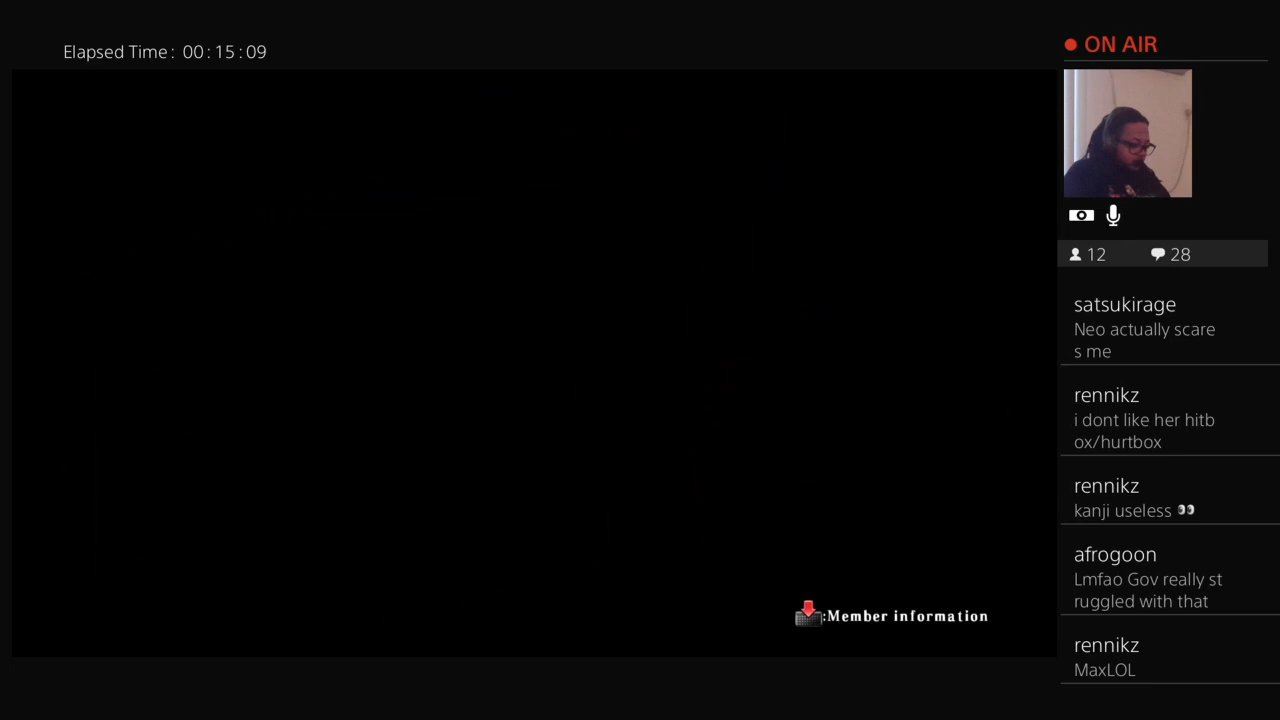 Elapsed Time: 00:15:09
ON AIR
12 28
satsukirage
Neo actually scare
s me
rennikz
i dont like her hitb
ox/hurtbox
rennikz
kanji useless 👀
afrogoon
Lmfao Gov really st
ruggled with that
rennikz
MaxLOL
:Member information